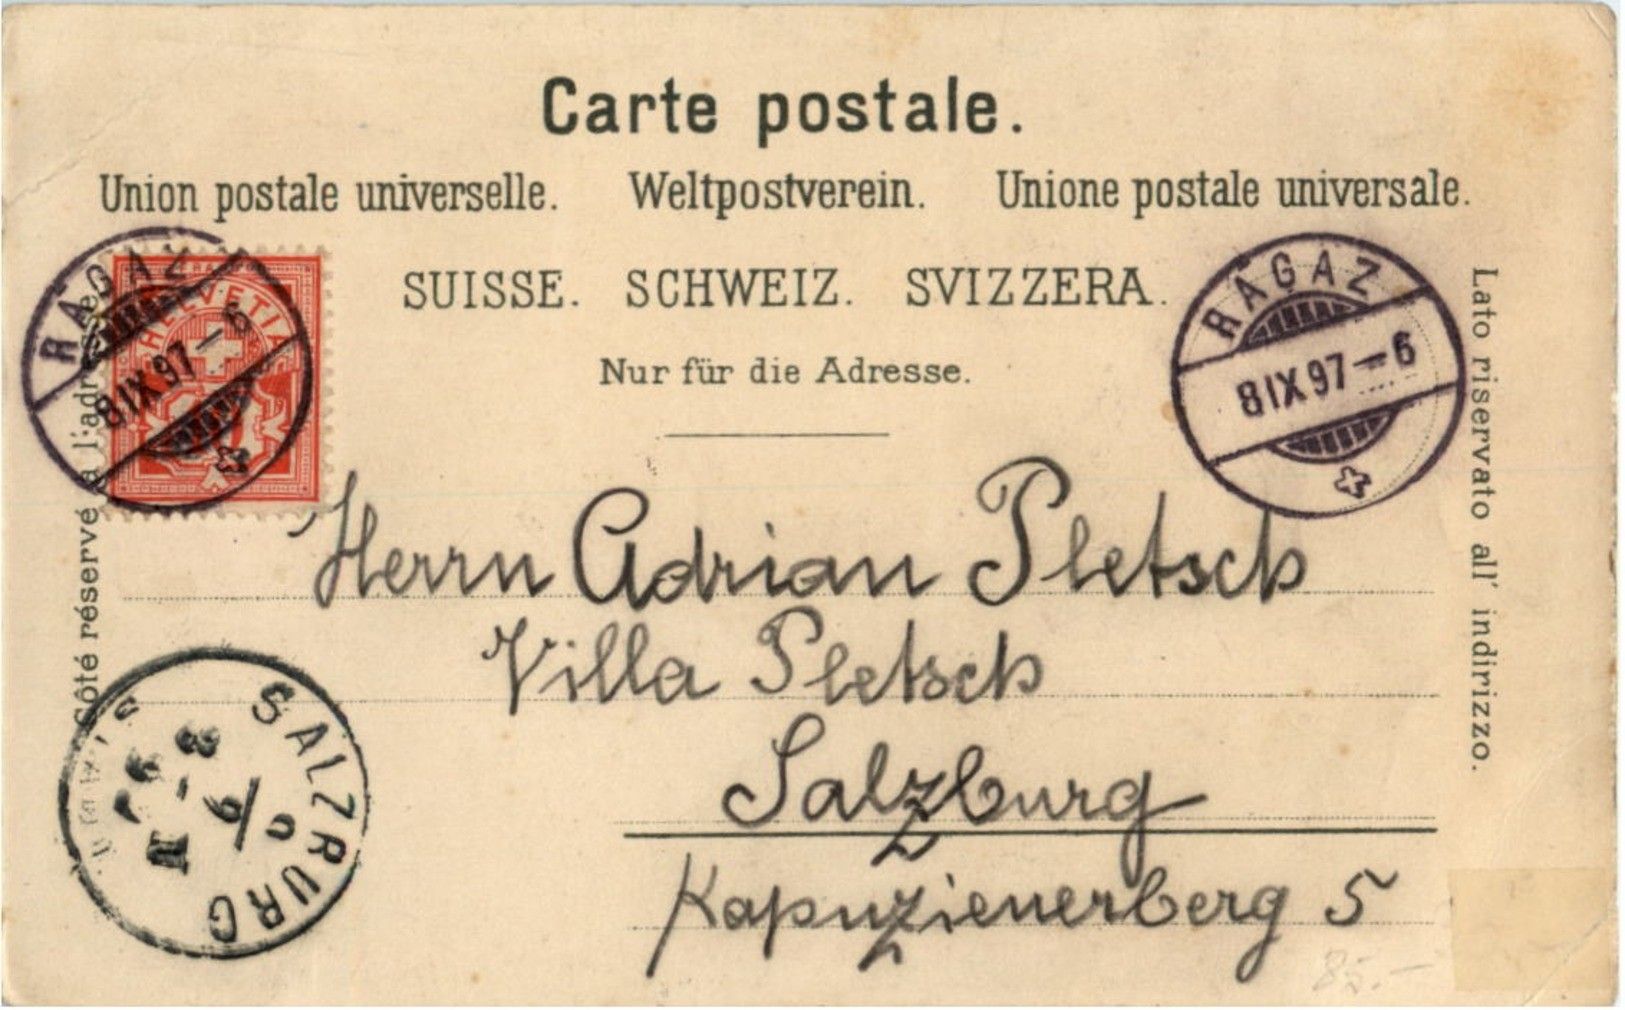 Carte postale.
Union postale universelle. Weltpostverein. Unione postale universale.
SUISSE. SCHWEIZ. SVIZZERA.
Nur für die Adresse.
RAGAZ
8 IX 97 – 6
HELVETIA
RAGAZ
8 IX 97 – 6
Côté réservé à l'adresse.
Lato riservato all' indirizzo.
Herrn Adrian Pletsch
Villa Pletsch
Salzburg
Kapuzienerberg 5
SALZBURG
85.–